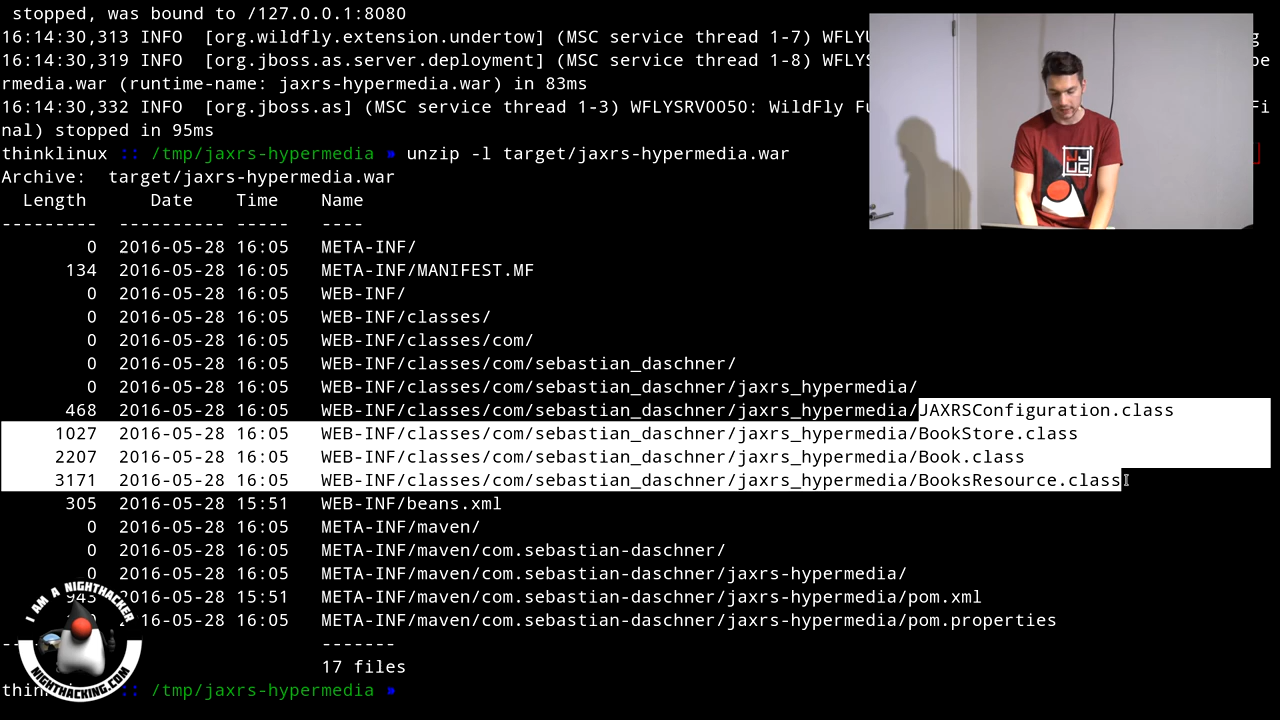 stopped, was bound to /127.0.0.1:8080
16:14:30,313 INFO  [org.wildfly.extension.undertow] (MSC service thread 1-7) WFLYU
16:14:30,319 INFO  [org.jboss.as.server.deployment] (MSC service thread 1-8) WFLYS
rmedia.war (runtime-name: jaxrs-hypermedia.war) in 83ms
16:14:30,332 INFO  [org.jboss.as] (MSC service thread 1-3) WFLYSRV0050: WildFly Fu
nal) stopped in 95ms
thinklinux :: /tmp/jaxrs-hypermedia » unzip -l target/jaxrs-hypermedia.war
Archive:  target/jaxrs-hypermedia.war
Length      Date    Time    Name
---------  ---------- -----   ----
0  2016-05-28 16:05   META-INF/
134  2016-05-28 16:05   META-INF/MANIFEST.MF
0  2016-05-28 16:05   WEB-INF/
0  2016-05-28 16:05   WEB-INF/classes/
0  2016-05-28 16:05   WEB-INF/classes/com/
0  2016-05-28 16:05   WEB-INF/classes/com/sebastian_daschner/
0  2016-05-28 16:05   WEB-INF/classes/com/sebastian_daschner/jaxrs_hypermedia/
468  2016-05-28 16:05   WEB-INF/classes/com/sebastian_daschner/jaxrs_hypermedia/JAXRSConfiguration.class
1027  2016-05-28 16:05   WEB-INF/classes/com/sebastian_daschner/jaxrs_hypermedia/BookStore.class
2207  2016-05-28 16:05   WEB-INF/classes/com/sebastian_daschner/jaxrs_hypermedia/Book.class
3171  2016-05-28 16:05   WEB-INF/classes/com/sebastian_daschner/jaxrs_hypermedia/BooksResource.class
305  2016-05-28 15:51   WEB-INF/beans.xml
0  2016-05-28 16:05   META-INF/maven/
0  2016-05-28 16:05   META-INF/maven/com.sebastian-daschner/
0  2016-05-28 16:05   META-INF/maven/com.sebastian-daschner/jaxrs-hypermedia/
943  2016-05-28 15:51   META-INF/maven/com.sebastian-daschner/jaxrs-hypermedia/pom.xml
16-05-28 16:05   META-INF/maven/com.sebastian-daschner/jaxrs-hypermedia/pom.properties
-------
17 files
:: /tmp/jaxrs-hypermedia »
JJUG
I AM A NIGHTHACKER
NIGHTHACKING.COM